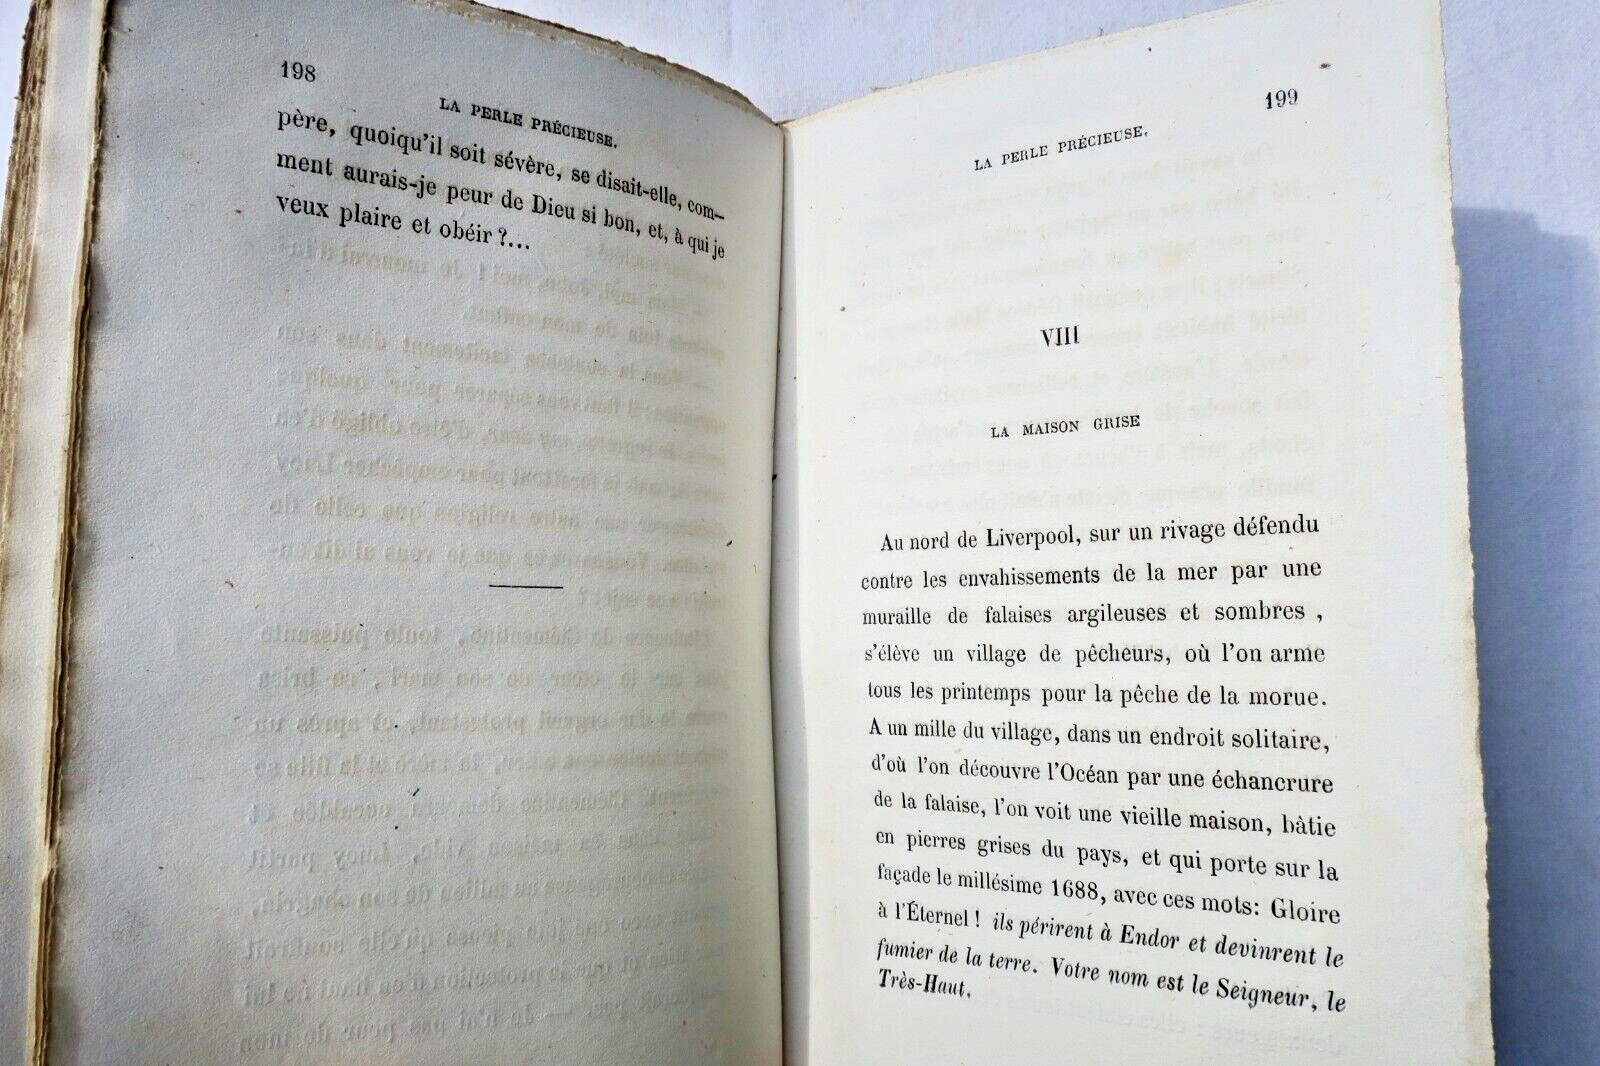 198
LA PERLE PRÉCIEUSE.
père, quoiqu'il soit sévère, se disait-elle, com-
ment aurais-je peur de Dieu si bon, et, à qui je
veux plaire et obéir ?...
199
LA PERLE PRÉCIEUSE.
VIII
LA MAISON GRISE
Au nord de Liverpool, sur un rivage défendu
contre les envahissements de la mer par une
muraille de falaises argileuses et sombres ,
s'élève un village de pêcheurs, où l'on arme
tous les printemps pour la pêche de la morue.
A un mille du village, dans un endroit solitaire,
d'où l'on découvre l'Océan par une échancrure
de la falaise, l'on voit une vieille maison, bâtie
en pierres grises du pays, et qui porte sur la
façade le millésime 1688, avec ces mots: Gloire
à l'Éternel ! ils périrent à Endor et devinrent le
fumier de la terre. Votre nom est le Seigneur, le
Très-Haut.